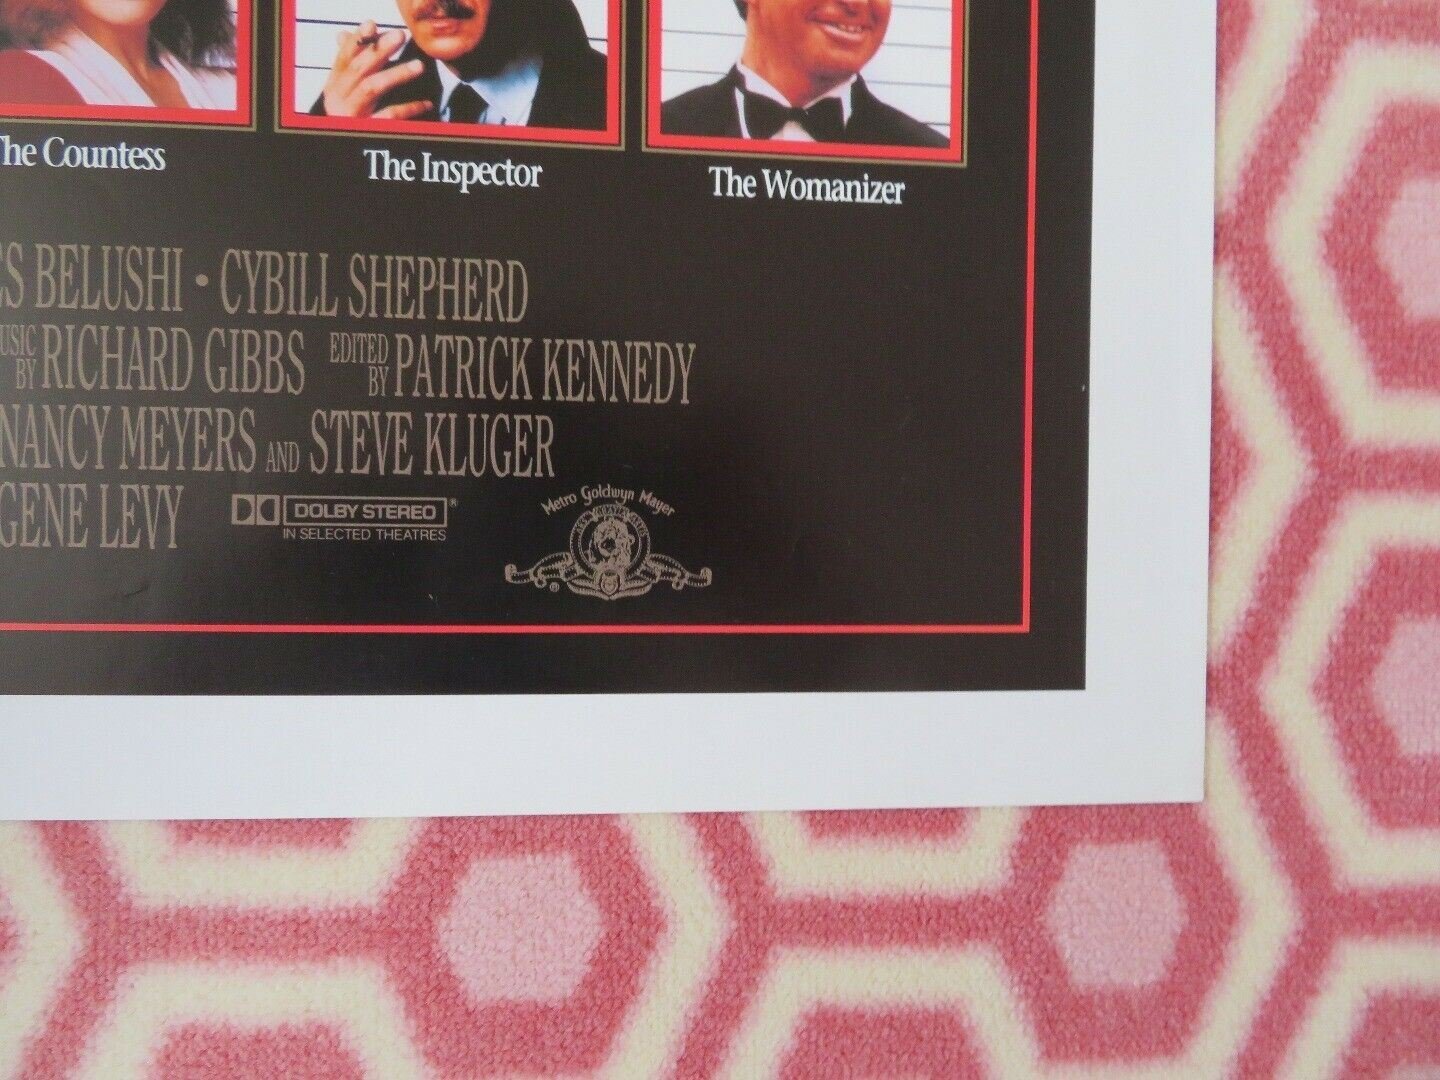 The Countess
The Inspector
The Womanizer
ES BELUSHI • CYBILL SHEPHERD
USIC BY RICHARD GIBBS EDITED BY PATRICK KENNEDY
NANCY MEYERS AND STEVE KLUGER
GENE LEVY
DOLBY STEREO ®
IN SELECTED THEATRES
Metro Goldwyn Mayer
®